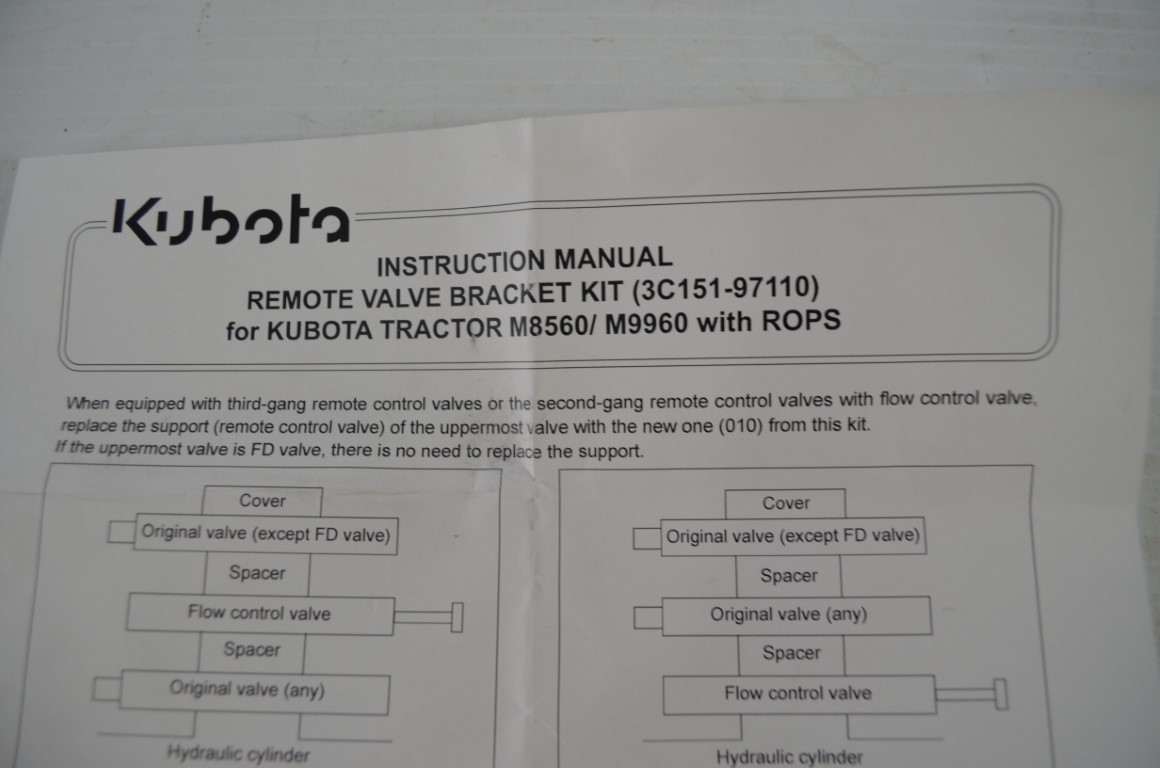 Kubota
INSTRUCTION MANUAL
REMOTE VALVE BRACKET KIT (3C151-97110)
for KUBOTA TRACTOR M8560/ M9960 with ROPS
When equipped with third-gang remote control valves or the second-gang remote control valves with flow control valve,
replace the support (remote control valve) of the uppermost valve with the new one (010) from this kit.
If the uppermost valve is FD valve, there is no need to replace the support.
Cover
Original valve (except FD valve)
Spacer
Flow control valve
Spacer
Original valve (any)
Hydraulic cylinder
Cover
Original valve (except FD valve)
Spacer
Original valve (any)
Spacer
Flow control valve
Hydraulic cylinder